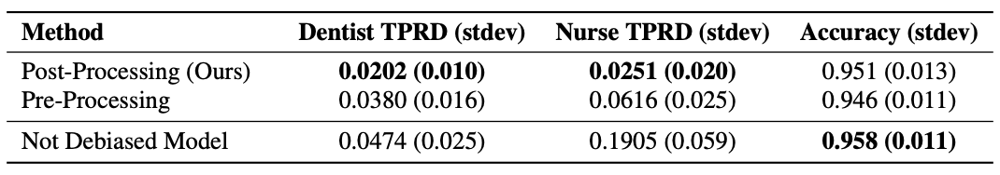 Method Dentist TPRD (stdev) Nurse TPRD (stdev) Accuracy (stdev)
Post-Processing (Ours) 0.0202 (0.010) 0.0251 (0.020) 0.951 (0.013)
Pre-Processing 0.0380 (0.016) 0.0616 (0.025) 0.946 (0.011)
Not Debiased Model 0.0474 (0.025) 0.1905 (0.059) 0.958 (0.011)